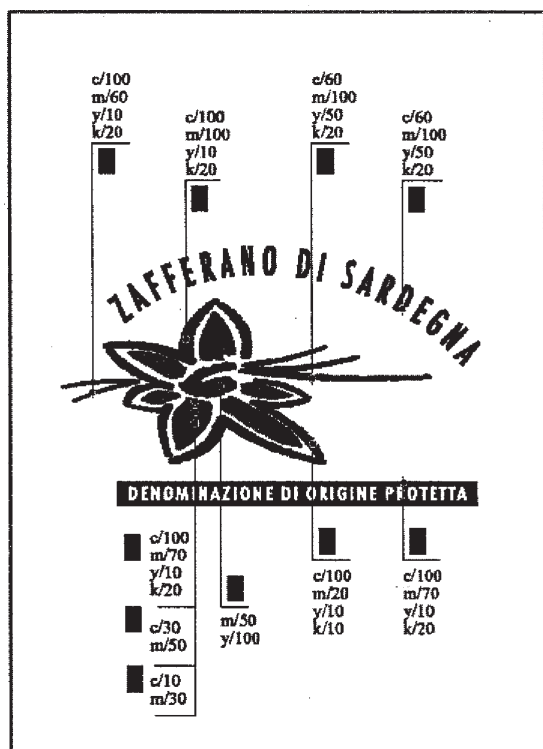 c/100
m/60
y/10
k/20
c/100
m/100
y/10
k/20
c/60
m/100
y/50
k/20
c/60
m/100
y/50
k/20
ZAFFERANO DI SARDEGNA
DENOMINAZIONE DI ORIGINE PROTETTA
c/100
m/70
y/10
k/20
c/30
m/50
c/10
m/30
m/50
y/100
c/100
m/20
y/10
k/10
c/100
m/70
y/10
k/20